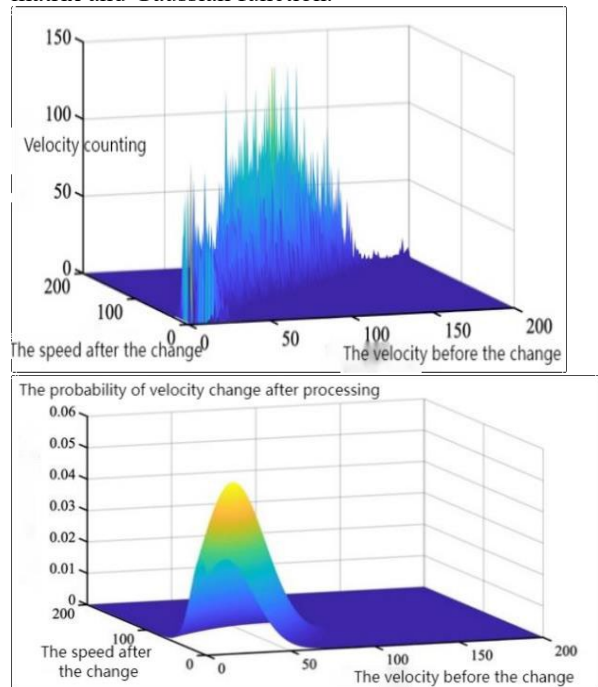 150
100
Velocity counting
50
0
200
100
0 0 50 100 150 200
The speed after the change
The velocity before the change
The probability of velocity change after processing
0.06
0.05
0.04
0.03
0.02
0.01
0
200
100
0 0 50 100 150 200
The speed after
the change
The velocity before the change